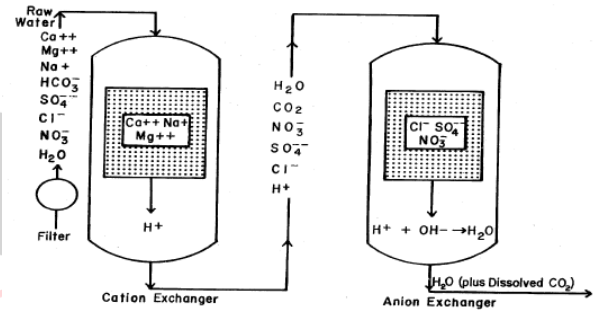 Raw
Water
Ca++
Mg++
Na+
HCO₃⁻
SO₄⁻⁻
Cl⁻
NO₃⁻
H₂O
Filter
Ca++ Na+
Mg++
H+
Cation Exchanger
H₂O
CO₂
NO₃⁻
SO₄⁻⁻
Cl⁻
H+
Cl⁻ SO₄⁻⁻
NO₃⁻
H+ + OH- →H₂O
H₂O (plus Dissolved CO₂)
Anion Exchanger